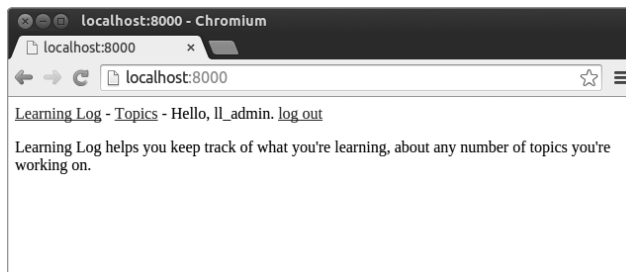 localhost:8000 - Chromium
localhost:8000
localhost:8000
Learning Log - Topics - Hello, ll_admin. log out
Learning Log helps you keep track of what you're learning, about any number of topics you're
working on.